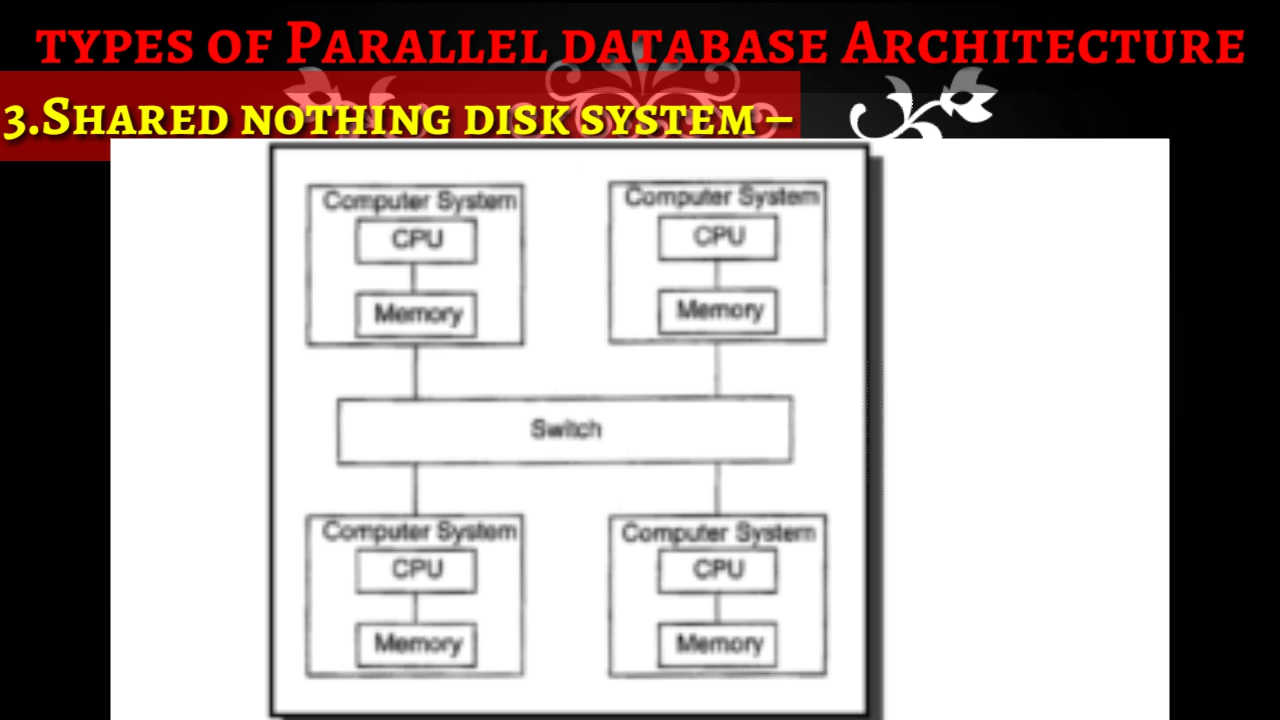 types of Parallel database Architecture
3.Shared nothing disk system –
Computer System
CPU
Memory
Computer System
CPU
Memory
Switch
Computer System
CPU
Memory
Computer System
CPU
Memory